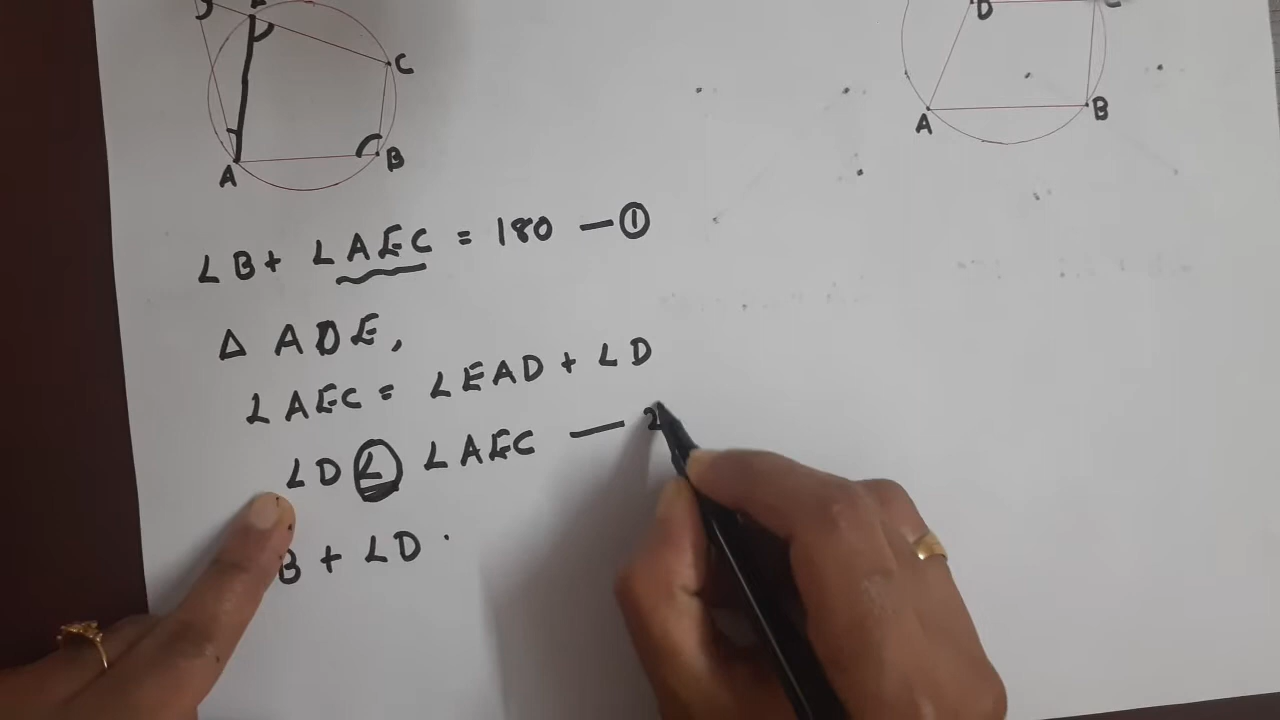 C
A
B
D
A
B
∠B + ∠AEC = 180 — ①
△ ADE,
∠AEC = ∠EAD + ∠D
∠D < ∠AEC — 2
B + ∠D